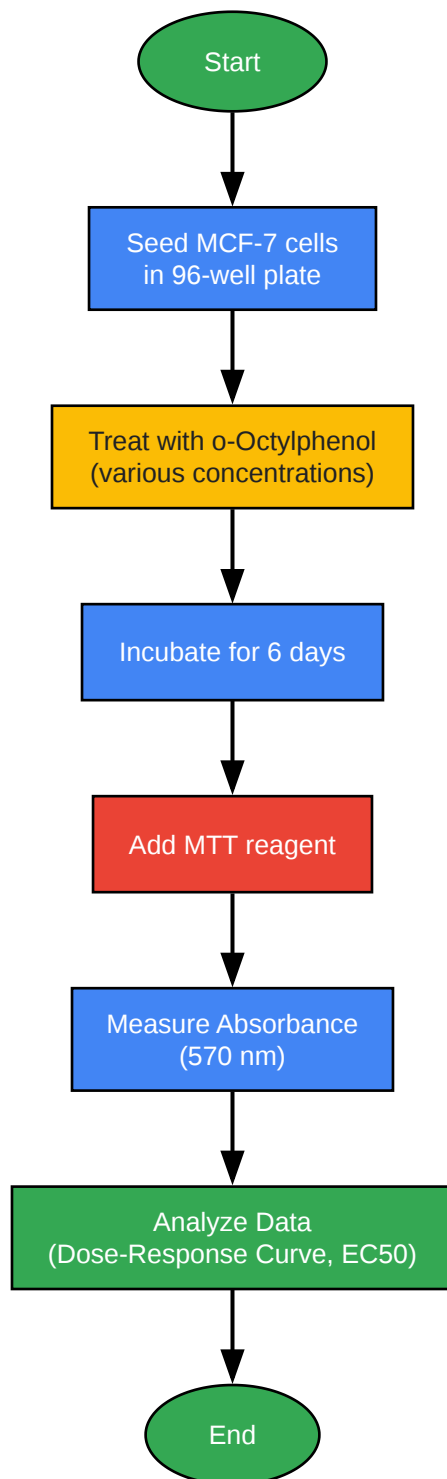 Start
Seed MCF-7 cells
in 96-well plate
Treat with o-Octylphenol
(various concentrations)
Incubate for 6 days
Add MTT reagent
Measure Absorbance
(570 nm)
Analyze Data
(Dose-Response Curve, EC50)
End